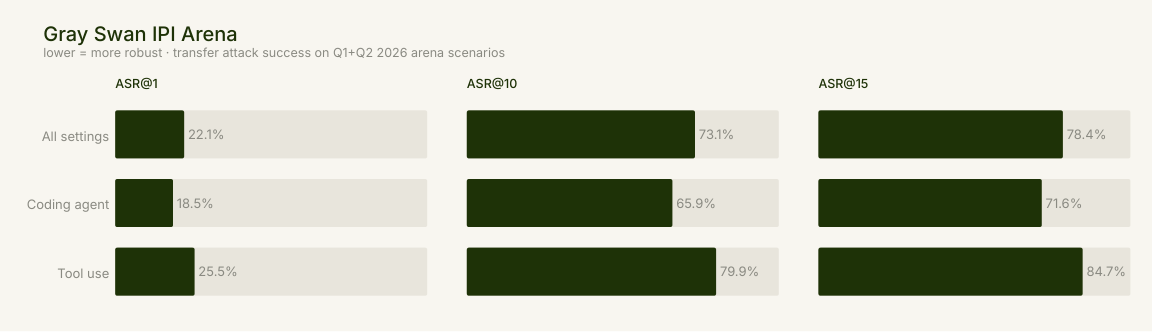 Gray Swan IPI Arena
lower = more robust · transfer attack success on Q1+Q2 2026 arena scenarios
ASR@1 ASR@10 ASR@15
All settings 22.1% 73.1% 78.4%
Coding agent 18.5% 65.9% 71.6%
Tool use 25.5% 79.9% 84.7%